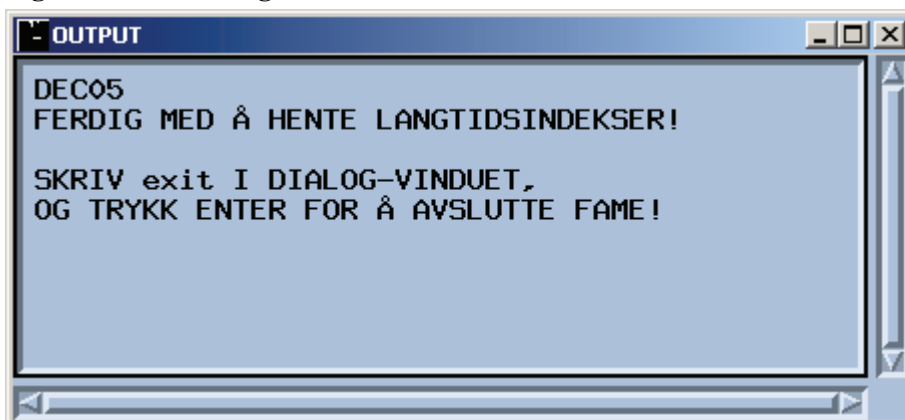 OUTPUT
DEC05
FERDIG MED Å HENTE LANGTIDSINDEKSER!
SKRIV exit I DIALOG-VINDUET,
OG TRYKK ENTER FOR Å AVSLUTTE FAME!